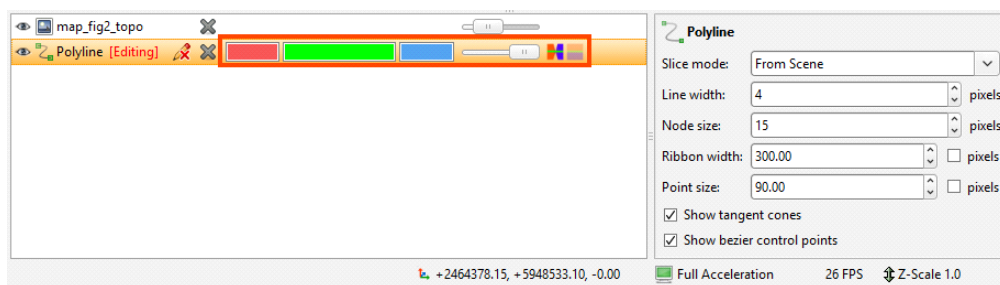 map_fig2_topo
Polyline [Editing]
Polyline
Slice mode: From Scene
Line width: 4 pixels
Node size: 15 pixels
Ribbon width: 300.00 pixels
Point size: 90.00 pixels
Show tangent cones
Show bezier control points
+2464378.15, +5948533.10, -0.00 Full Acceleration 26 FPS Z-Scale 1.0